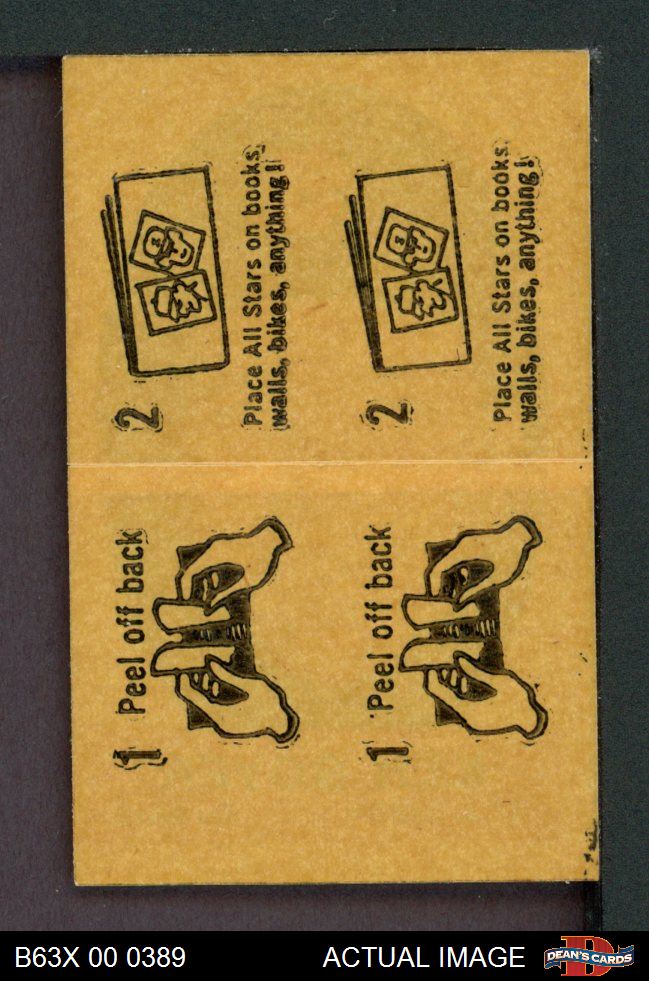 1 Peel off back
2
Place All Stars on books,
walls, bikes, anything!
1 Peel off back
2
Place All Stars on books,
walls, bikes, anything!
B63X 00 0389
ACTUAL IMAGE
D
DEAN'S CARDS